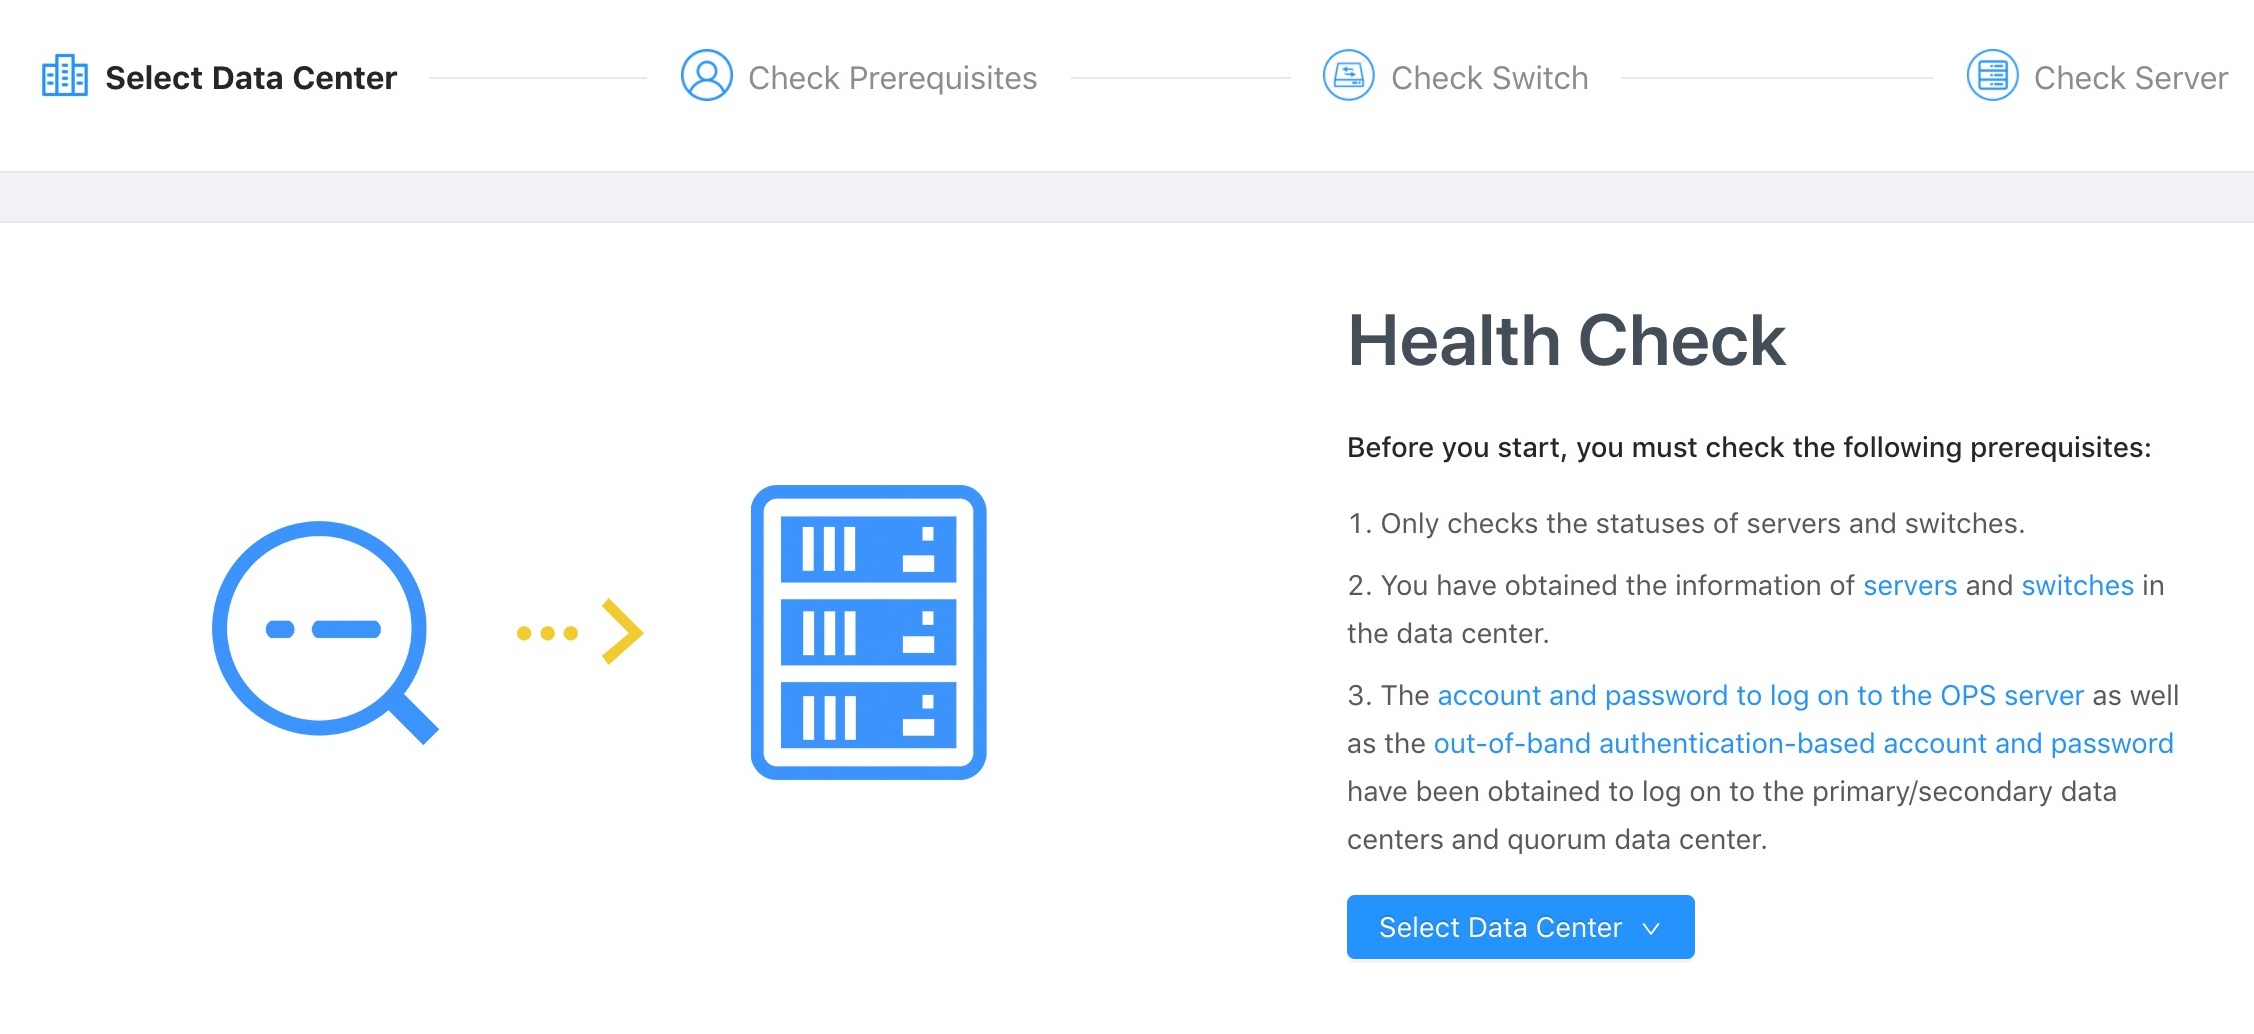 Select Data Center
Check Prerequisites
Check Switch
Check Server
Health Check
Before you start, you must check the following prerequisites:
1. Only checks the statuses of servers and switches.
2. You have obtained the information of servers and switches in
the data center.
3. The account and password to log on to the OPS server as well
as the out-of-band authentication-based account and password
have been obtained to log on to the primary/secondary data
centers and quorum data center.
Select Data Center